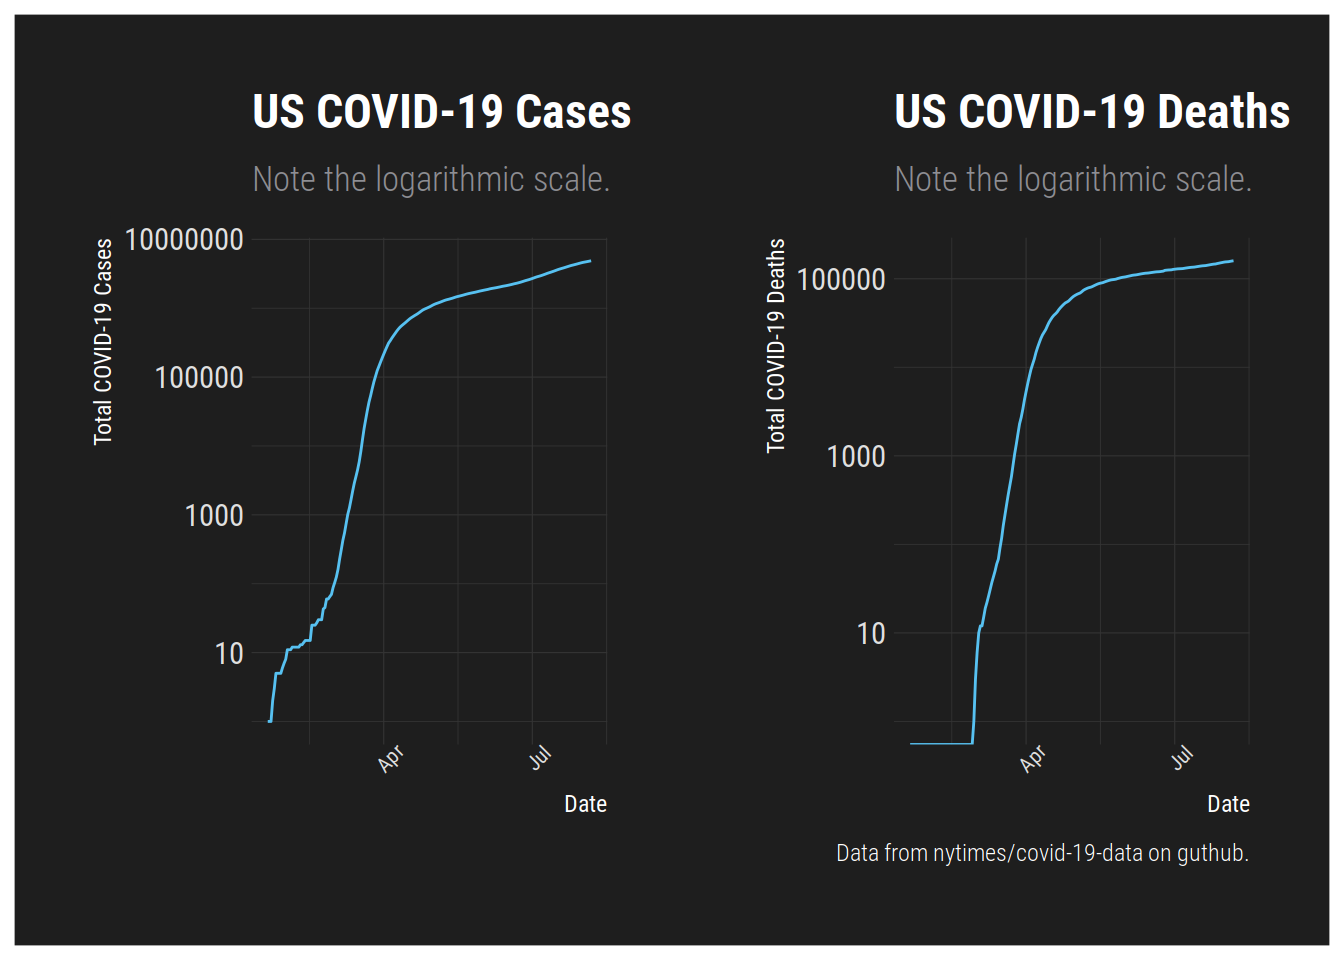 US COVID-19 Cases
Note the logarithmic scale.
Total COVID-19 Cases
10000000
100000
1000
10
Apr
Jul
Date
US COVID-19 Deaths
Note the logarithmic scale.
Total COVID-19 Deaths
100000
1000
10
Apr
Jul
Date
Data from nytimes/covid-19-data on guthub.